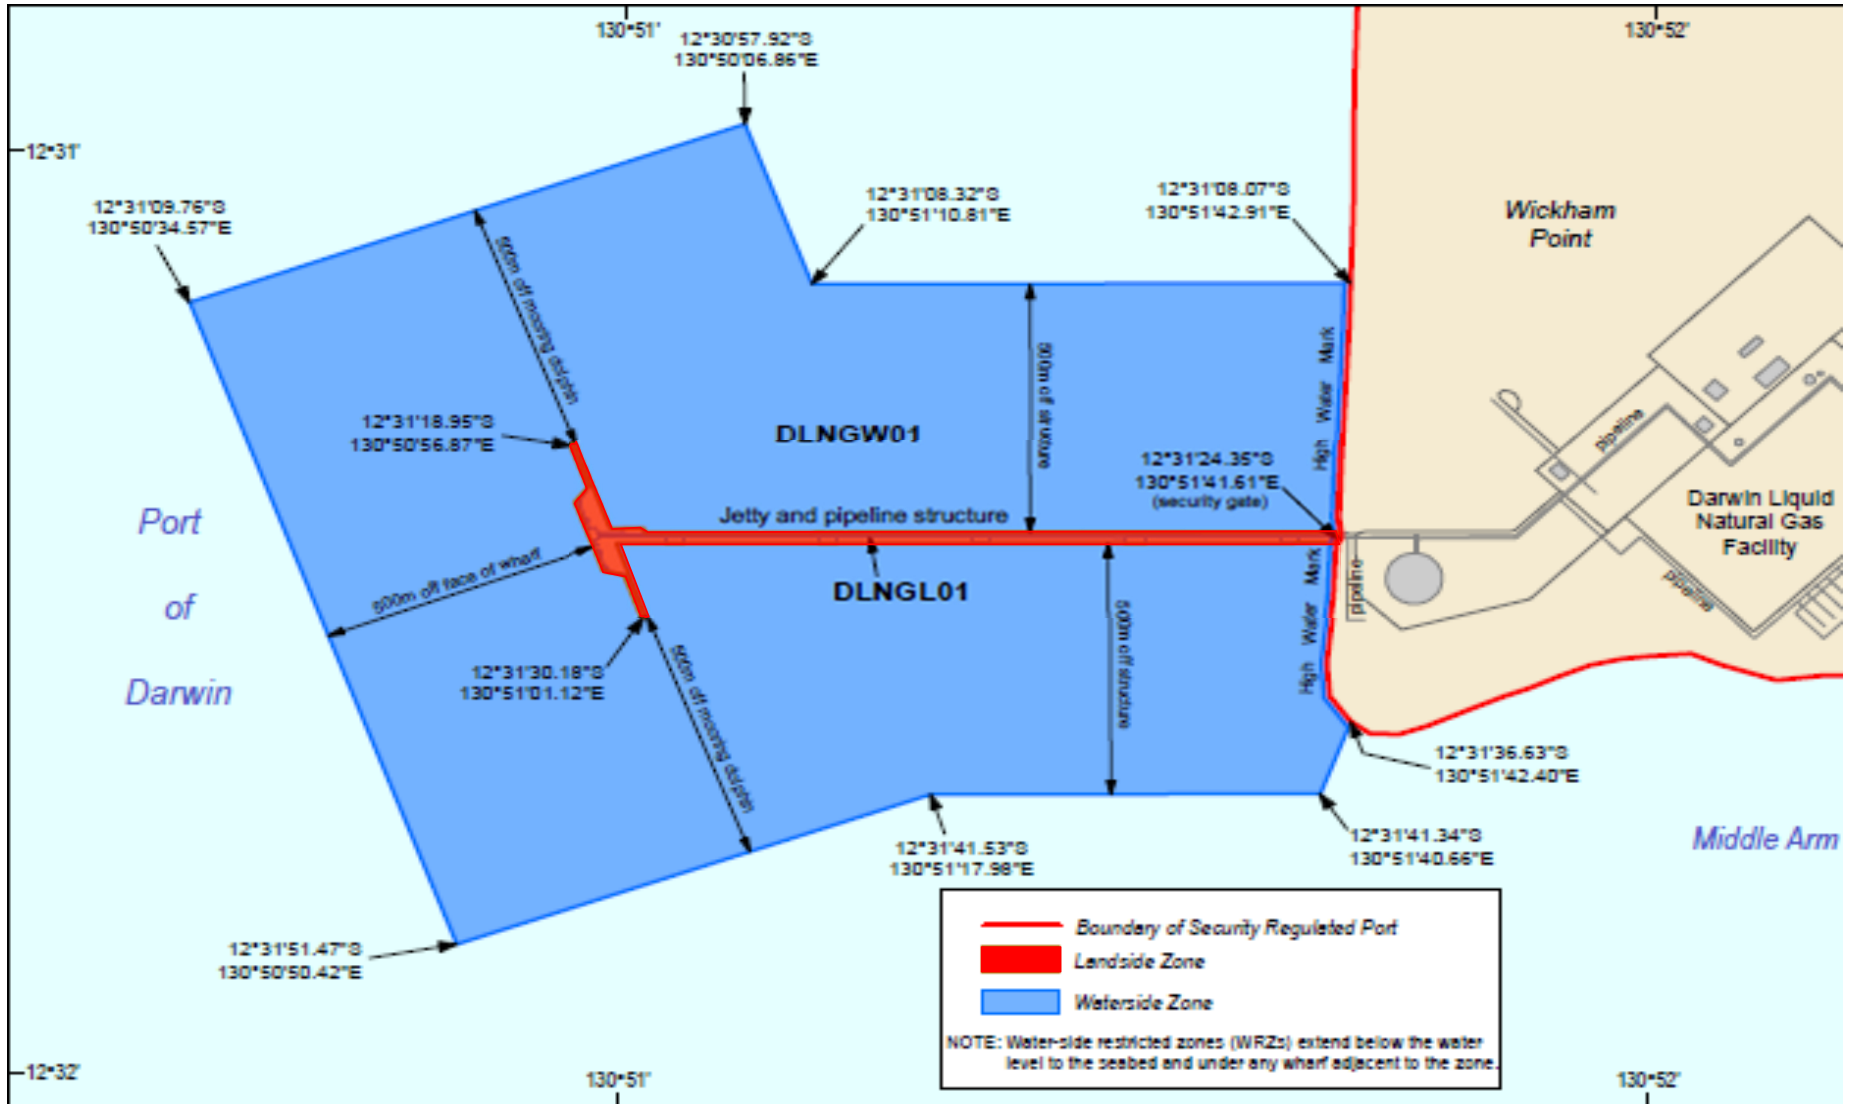 130°51'
130°52'
12°30'57.92"S
130°50'06.86"E
12°31'
12°31'09.76"S
130°50'34.57"E
12°31'08.32"S
130°51'10.81"E
12°31'08.07"S
130°51'42.91"E
Wickham
Point
500m off mooring dolphin
500m off structure
High Water Mark
12°31'18.95"S
130°50'56.87"E
DLNGW01
12°31'24.35"S
130°51'41.61"E
(security gate)
pipeline
Jetty and pipeline structure
Darwin Liquid
Natural Gas
Facility
Port
of
Darwin
500m off face of wharf
DLNGL01
pipeline
pipeline
High Water Mark
500m off structure
12°31'30.18"S
130°51'01.12"E
500m off mooring dolphin
12°31'36.63"S
130°51'42.40"E
12°31'41.53"S
130°51'17.98"E
12°31'41.34"S
130°51'40.66"E
Middle Arm
12°31'51.47"S
130°50'50.42"E
Boundary of Security Regulated Port
Landside Zone
Waterside Zone
NOTE: Water-side restricted zones (WRZs) extend below the water
level to the seabed and under any wharf adjacent to the zone.
12°32'
130°51'
130°52'